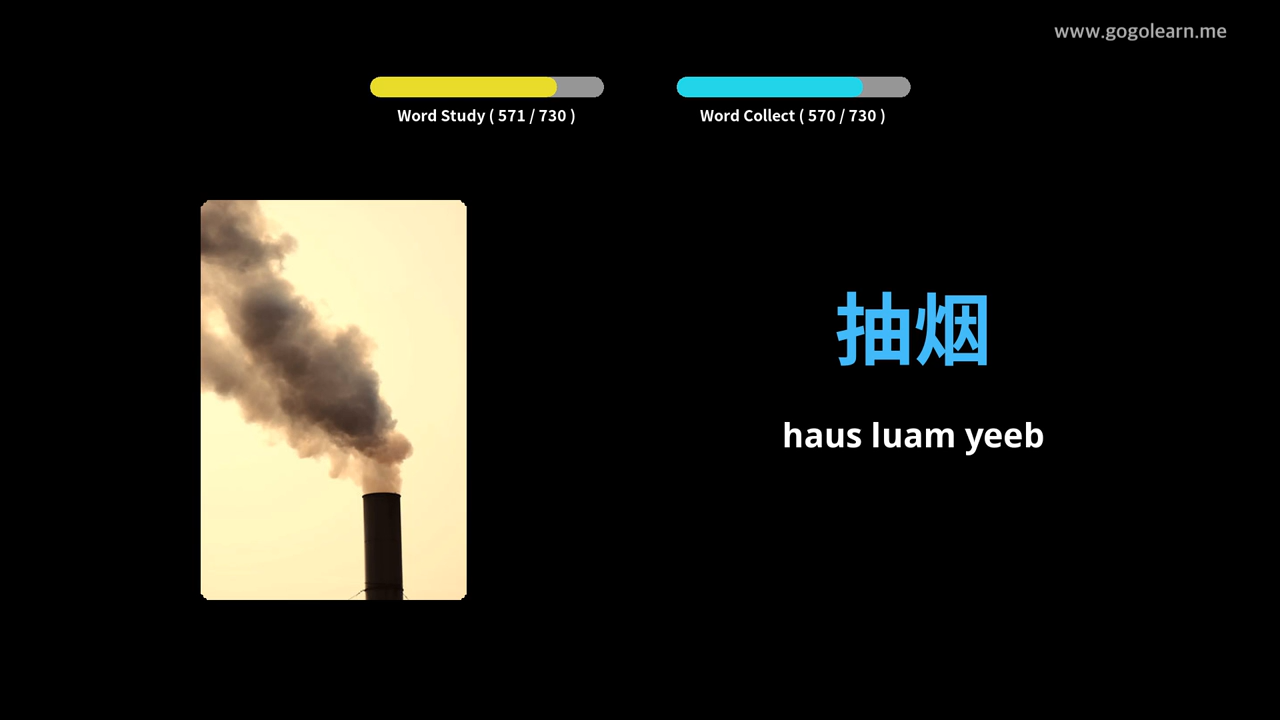 www.gogolearn.me
Word Study ( 571 / 730 )
Word Collect ( 570 / 730 )
抽烟
haus luam yeeb